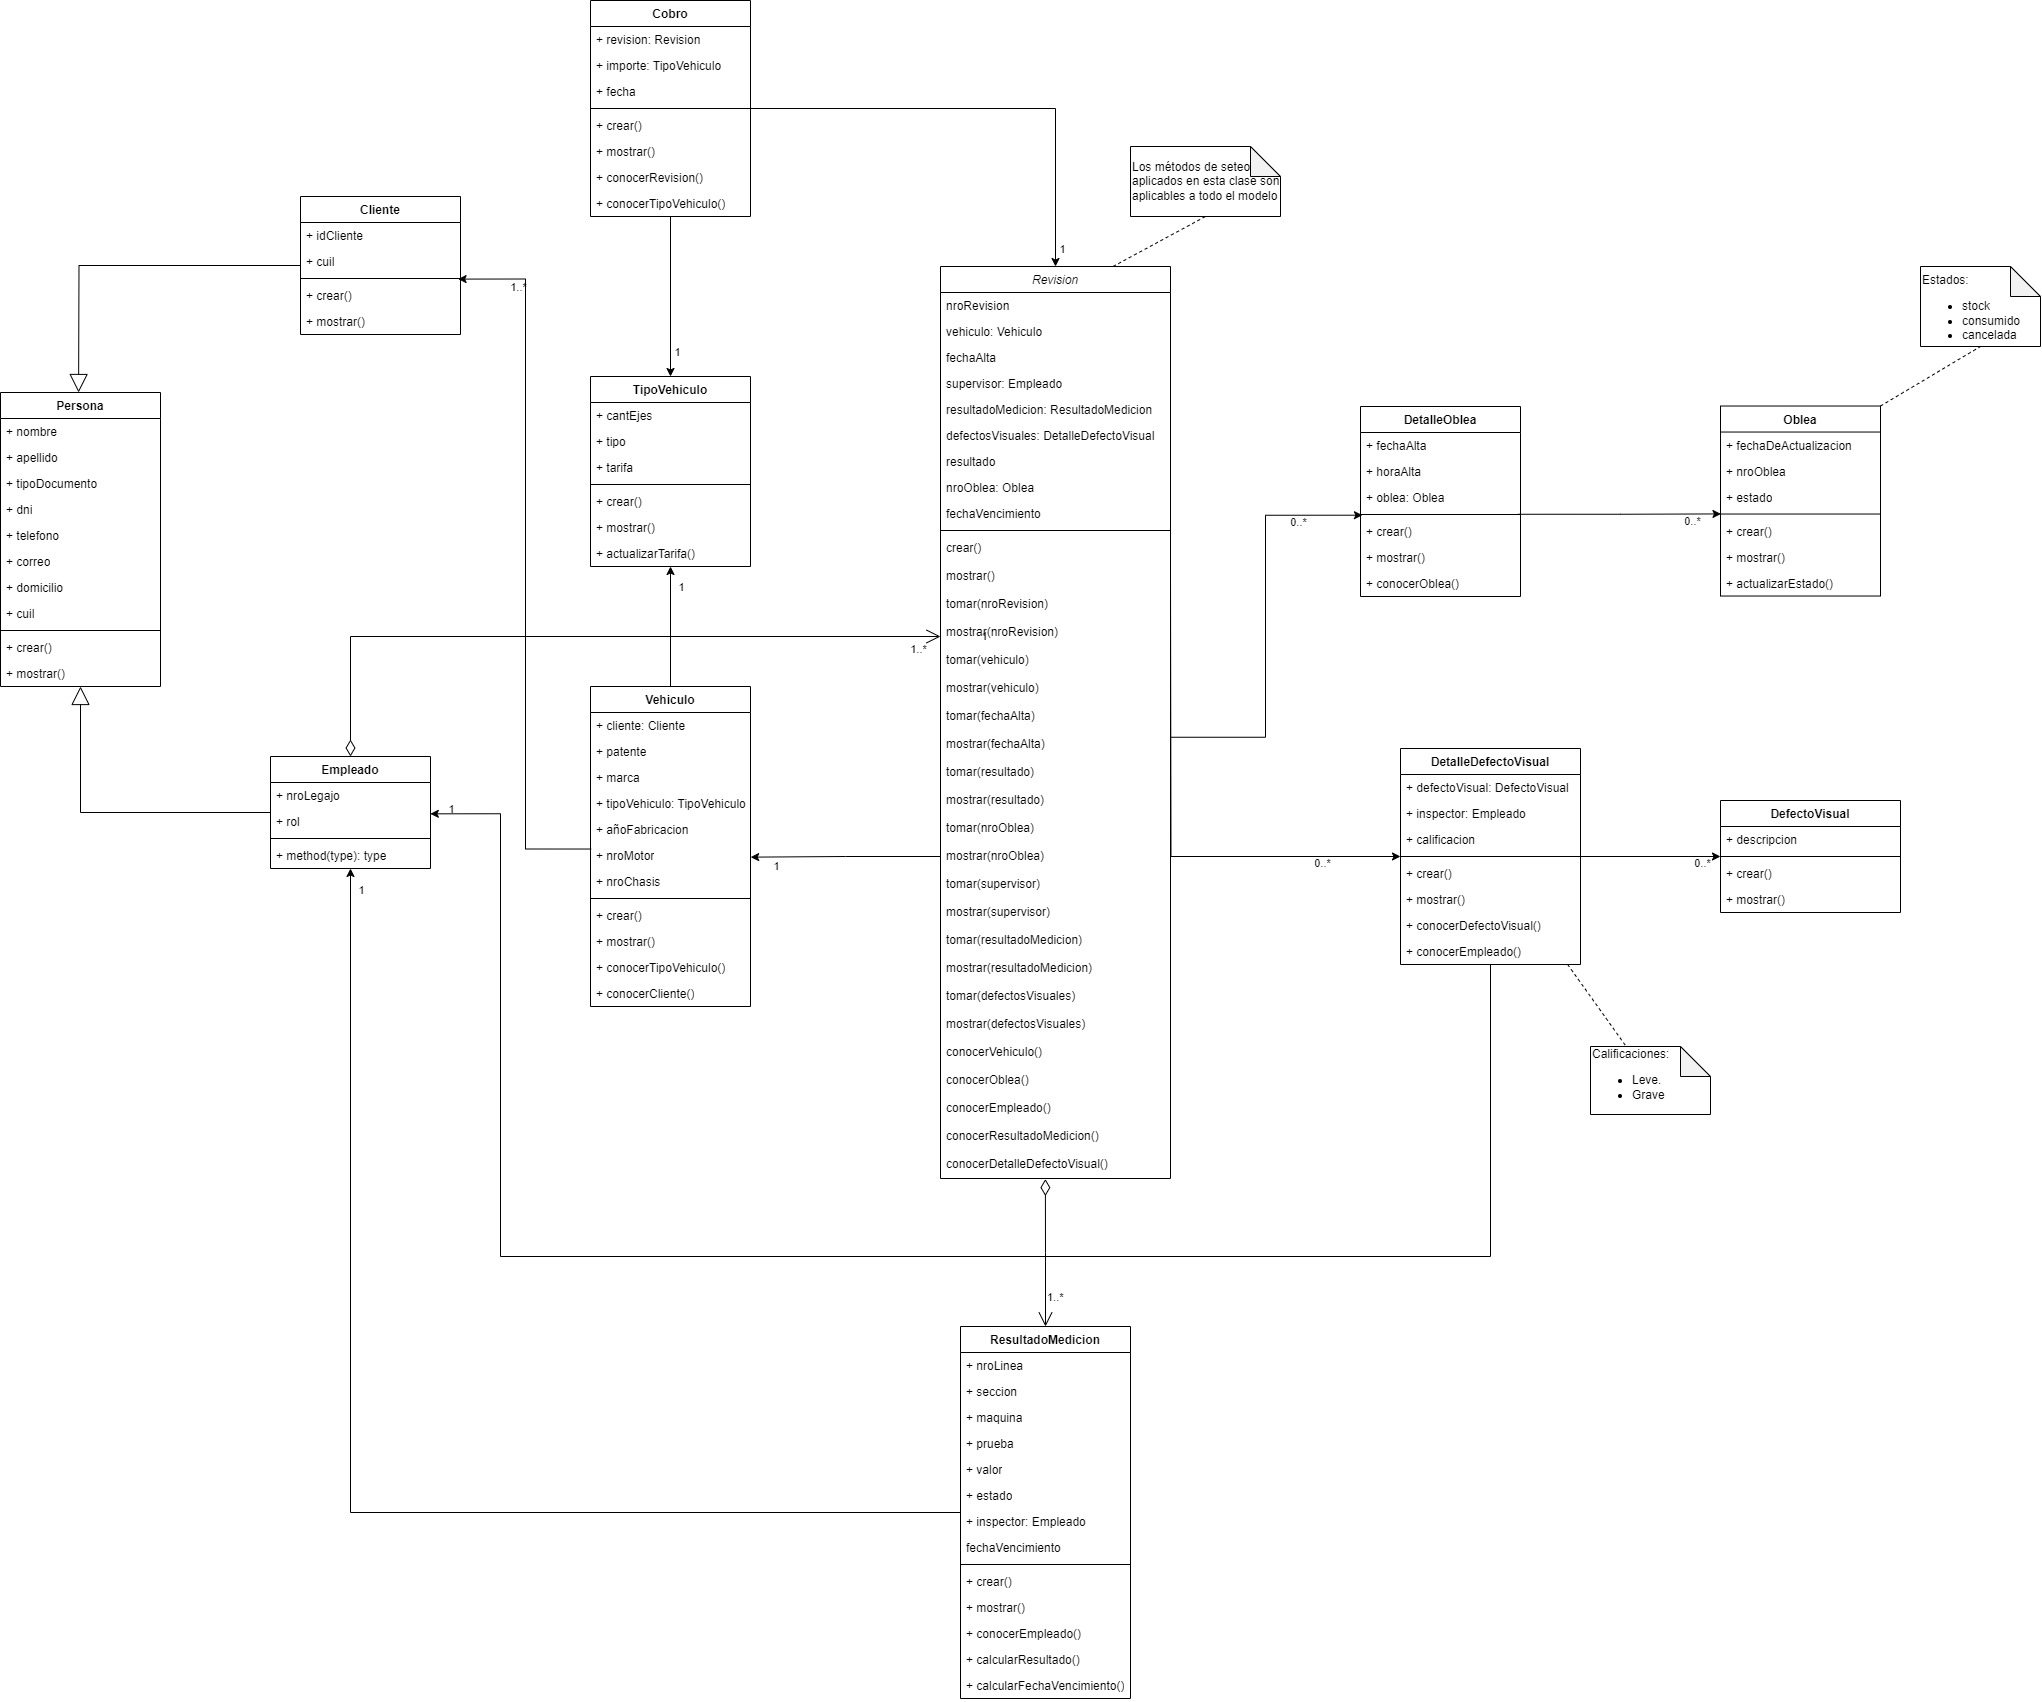 Cobro
+ revision: Revision
+ importe: TipoVehiculo
+ fecha
+ crear()
+ mostrar()
+ conocerRevision()
+ conocerTipoVehiculo()
Los métodos de seteo
aplicados en esta clase son
aplicables a todo el modelo
Cliente
+ idCliente
+ cuil
+ crear()
+ mostrar()
1..*
1
1
Persona
+ nombre
+ apellido
+ tipoDocumento
+ dni
+ telefono
+ correo
+ domicilio
+ cuil
+ crear()
+ mostrar()
TipoVehiculo
+ cantEjes
+ tipo
+ tarifa
+ crear()
+ mostrar()
+ actualizarTarifa()
1
Revision
nroRevision
vehiculo: Vehiculo
fechaAlta
supervisor: Empleado
resultadoMedicion: ResultadoMedicion
defectosVisuales: DetalleDefectoVisual
resultado
nroOblea: Oblea
fechaVencimiento
crear()
mostrar()
tomar(nroRevision)
mostrar(nroRevision)
tomar(vehiculo)
mostrar(vehiculo)
tomar(fechaAlta)
mostrar(fechaAlta)
tomar(resultado)
mostrar(resultado)
tomar(nroOblea)
mostrar(nroOblea)
tomar(supervisor)
mostrar(supervisor)
tomar(resultadoMedicion)
mostrar(resultadoMedicion)
tomar(defectosVisuales)
mostrar(defectosVisuales)
conocerVehiculo()
conocerOblea()
conocerEmpleado()
conocerResultadoMedicion()
conocerDetalleDefectoVisual()
Estados:
• stock
• consumido
• cancelada
DetalleOblea
+ fechaAlta
+ horaAlta
+ oblea: Oblea
+ crear()
+ mostrar()
+ conocerOblea()
0..*
Oblea
+ fechaDeActualizacion
+ nroOblea
+ estado
+ crear()
+ mostrar()
+ actualizarEstado()
0..*
1..*
Empleado
+ nroLegajo
+ rol
+ method(type): type
1
1
Vehiculo
+ cliente: Cliente
+ patente
+ marca
+ tipoVehiculo: TipoVehiculo
+ añoFabricacion
+ nroMotor
+ nroChasis
+ crear()
+ mostrar()
+ conocerTipoVehiculo()
+ conocerCliente()
1
0..*
DetalleDefectoVisual
+ defectoVisual: DefectoVisual
+ inspector: Empleado
+ calificacion
+ crear()
+ mostrar()
+ conocerDefectoVisual()
+ conocerEmpleado()
0..*
DefectoVisual
+ descripcion
+ crear()
+ mostrar()
Calificaciones:
• Leve.
• Grave
1..*
ResultadoMedicion
+ nroLinea
+ seccion
+ maquina
+ prueba
+ valor
+ estado
+ inspector: Empleado
fechaVencimiento
+ crear()
+ mostrar()
+ conocerEmpleado()
+ calcularResultado()
+ calcularFechaVencimiento()